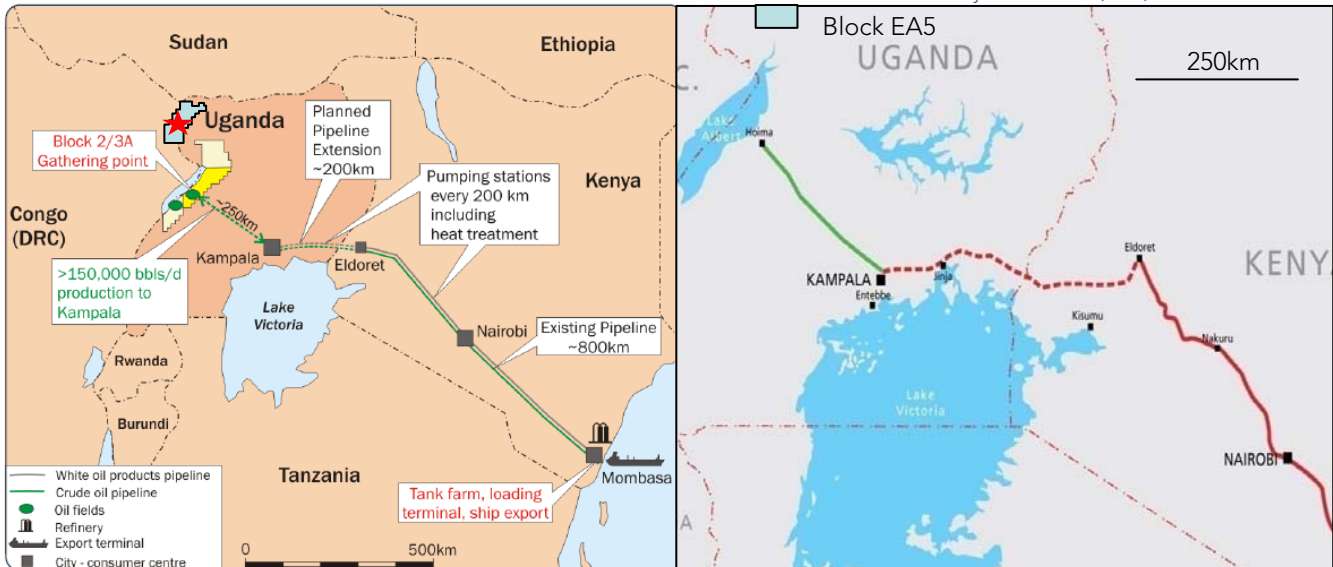 Sudan
Ethiopia
Uganda
Block 2/3A
Gathering point
Planned
Pipeline
Extension
~200km
Pumping stations
every 200 km
including
heat treatment
Kenya
Congo
(DRC)
~250km
Kampala
Eldoret
>150,000 bbls/d
production to
Kampala
Lake
Victoria
Nairobi
Existing Pipeline
~800km
Rwanda
Burundi
Tanzania
Mombasa
Tank farm, loading
terminal, ship export
White oil products pipeline
Crude oil pipeline
Oil fields
Refinery
Export terminal
City - consumer centre
0
500km
Block EA5
UGANDA
250km
C.
Lake
Albert
Hoima
KAMPALA
Entebbe
Jinja
Eldoret
KENYA
Kisumu
Nakuru
Lake
Victoria
NAIROBI
A